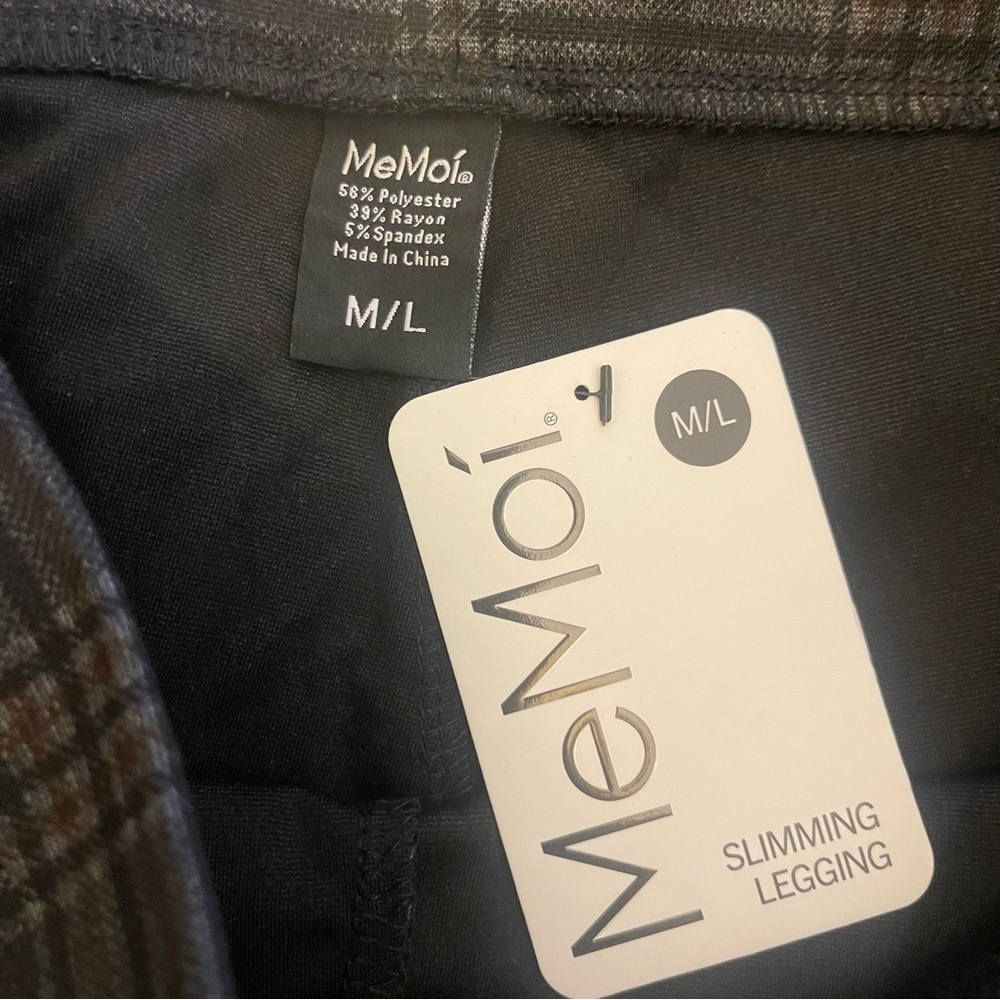 MeMoí®
56% Polyester
39% Rayon
5% Spandex
Made In China
M/L
M/L
MeMoí®
SLIMMING
LEGGING